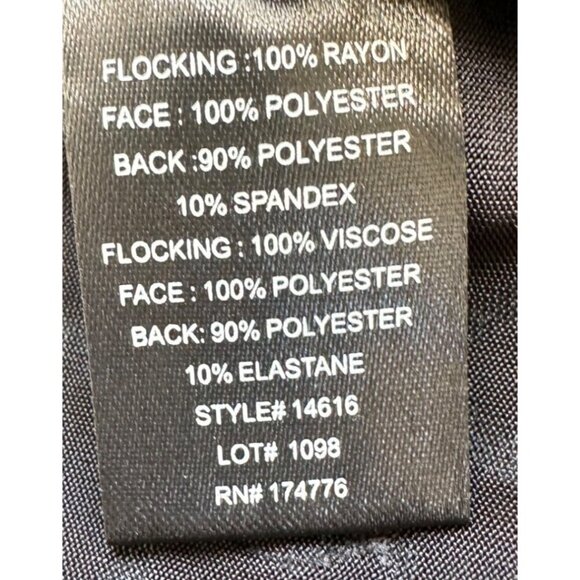 FLOCKING :100% RAYON
FACE : 100% POLYESTER
BACK :90% POLYESTER
10% SPANDEX
FLOCKING : 100% VISCOSE
FACE : 100% POLYESTER
BACK: 90% POLYESTER
10% ELASTANE
STYLE# 14616
LOT# 1098
RN# 174776